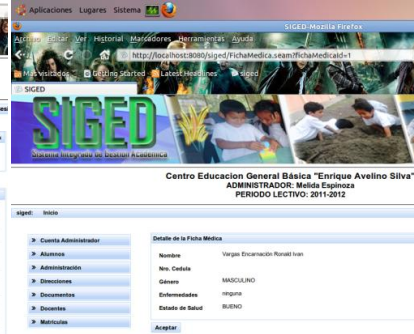 Aplicaciones Lugares Sistema
SIGED-Mozilla Firefox
Archivo Editar Ver Historial Marcadores Herramientas Ayuda
http://localhost:8080/siged/FichaMedica.seam?fichaMedicaId=1
Más visitados Getting Started Latest Headlines siged
SIGED
SIGED
Sistema Integrado de Gestión Académica
Centro Educacion General Básica "Enrique Avelino Silva"
ADMINISTRADOR: Melida Espinoza
PERIODO LECTIVO: 2011-2012
siged: Inicio
Cuenta Administrador
Alumnos
Administración
Direcciones
Documentos
Docentes
Matriculas
Detalle de la Ficha Médica
Nombre Vargas Encarnación Ronald Ivan
Nro. Cedula
Género MASCULINO
Enfermedades ninguna
Estado de Salud BUENO
Aceptar